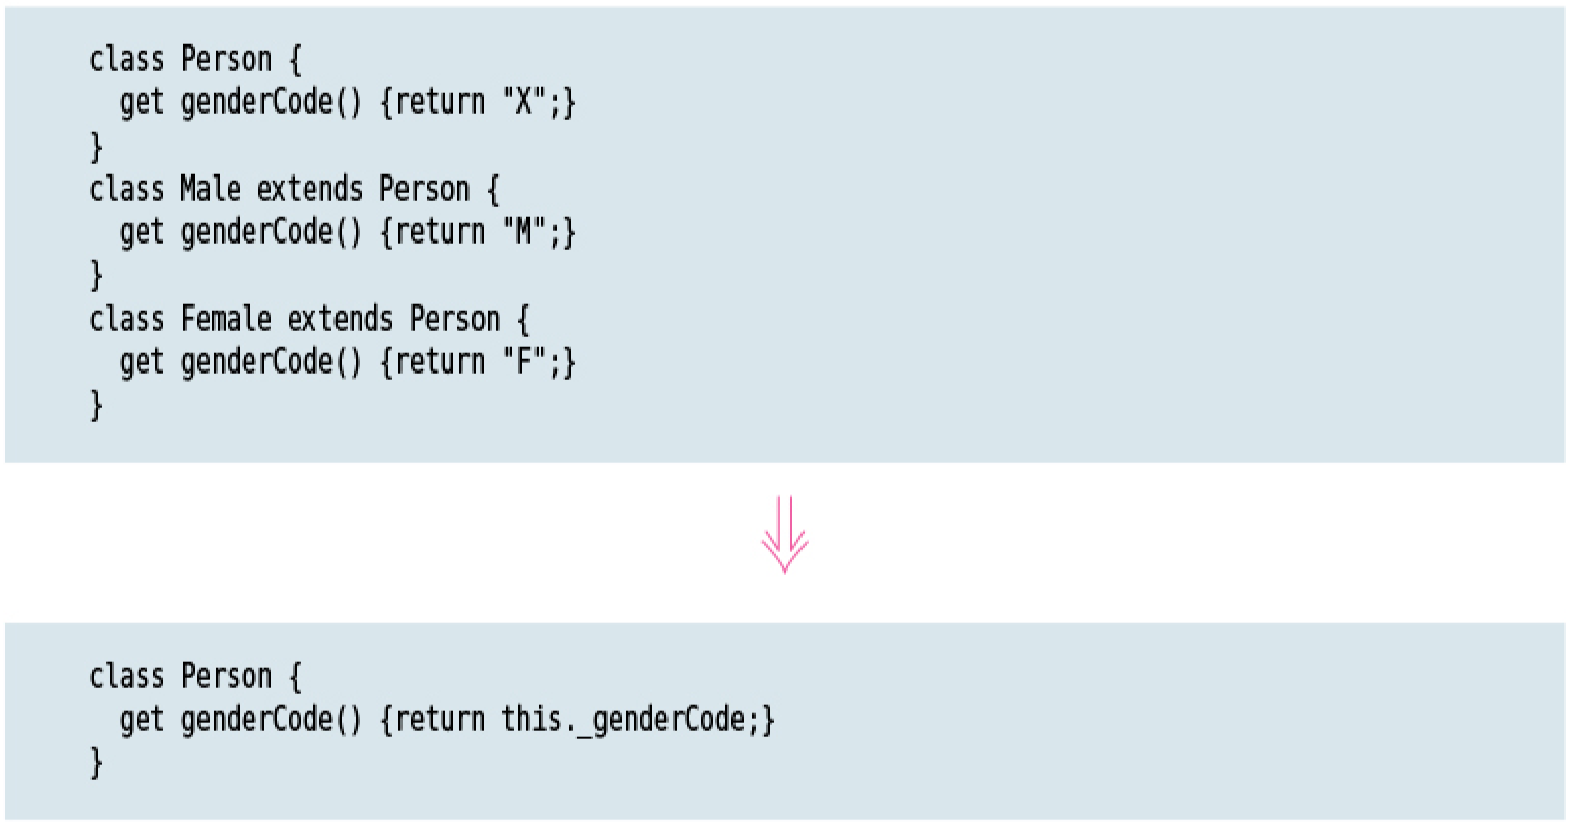 class Person {
  get genderCode() {return "X";}
}
class Male extends Person {
  get genderCode() {return "M";}
}
class Female extends Person {
  get genderCode() {return "F";}
}
class Person {
  get genderCode() {return this._genderCode;}
}